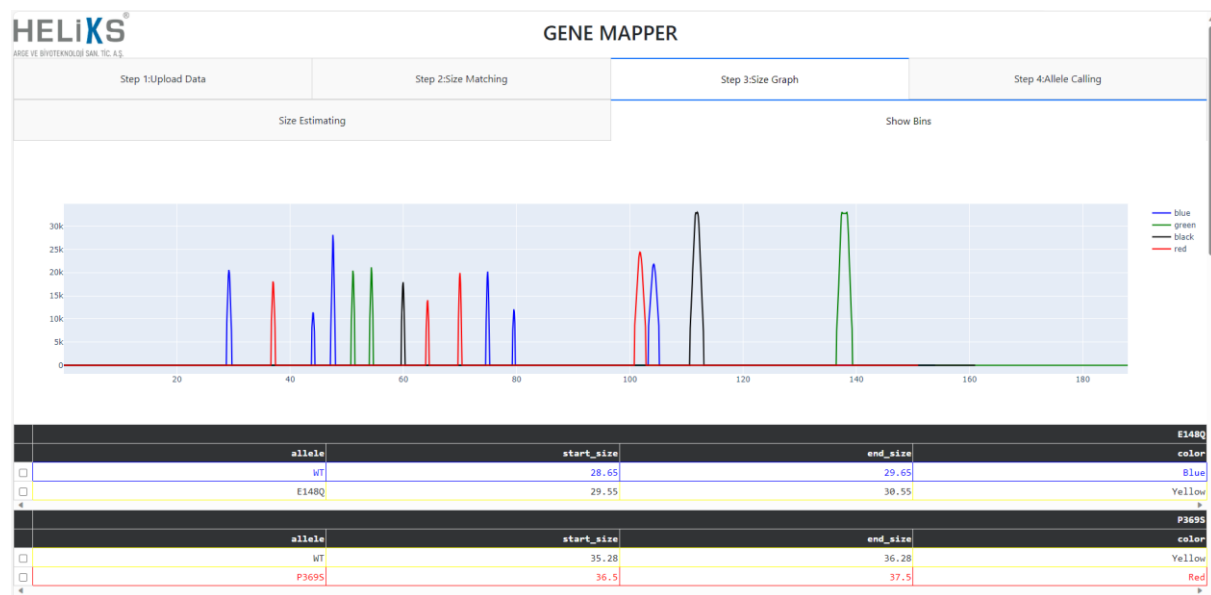 HELiKS®
ARGE VE BİYOTEKNOLOJİ SAN. TİC. A.Ş.
GENE MAPPER
Step 1:Upload Data Step 2:Size Matching Step 3:Size Graph Step 4:Allele Calling
Size Estimating Show Bins
30k
25k
20k
15k
10k
5k
0
20 40 60 80 100 120 140 160 180
blue
green
black
red
E148Q
allele start_size end_size color
WT 28.65 29.65 Blue
E148Q 29.55 30.55 Yellow
P369S
allele start_size end_size color
WT 35.28 36.28 Yellow
P369S 36.5 37.5 Red